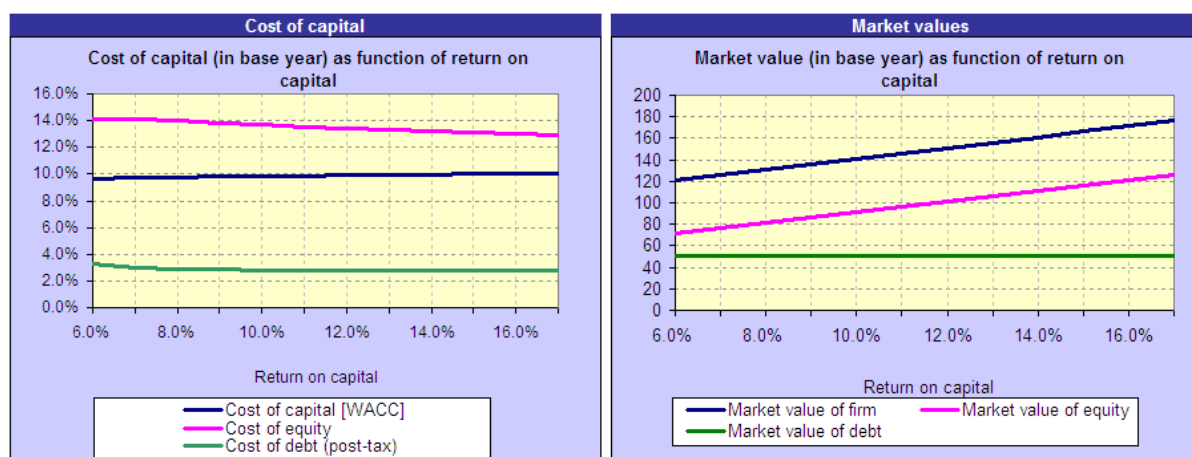 Cost of capital
Cost of capital (in base year) as function of return on
capital
16.0%
14.0%
12.0%
10.0%
8.0%
6.0%
4.0%
2.0%
0.0%
6.0% 8.0% 10.0% 12.0% 14.0% 16.0%
Return on capital
Cost of capital [WACC]
Cost of equity
Cost of debt (post-tax)
Market values
Market value (in base year) as function of return on
capital
200
180
160
140
120
100
80
60
40
20
0
6.0% 8.0% 10.0% 12.0% 14.0% 16.0%
Return on capital
Market value of firm Market value of equity
Market value of debt